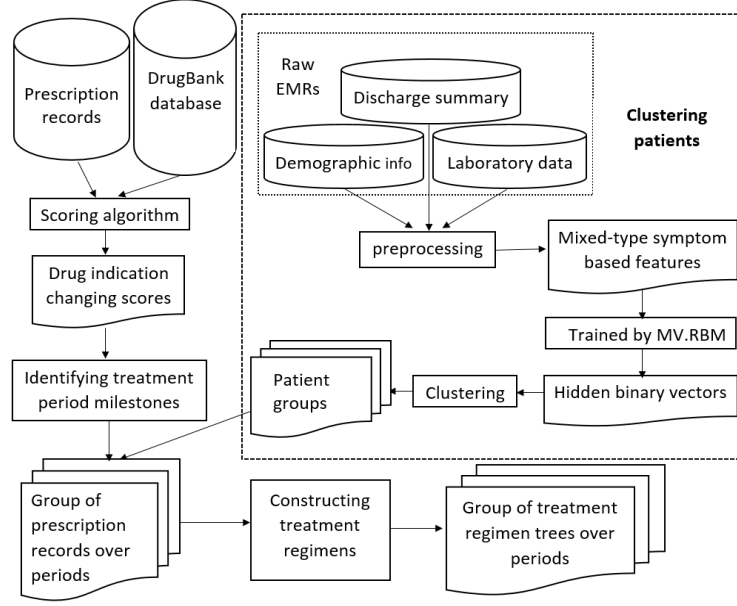 Prescription
records
DrugBank
database
Raw
EMRs
Discharge summary
Demographic info
Laboratory data
Clustering
patients
Scoring algorithm
preprocessing
Mixed-type symptom
based features
Drug indication
changing scores
Trained by MV.RBM
Identifying treatment
period milestones
Patient
groups
Clustering
Hidden binary vectors
Group of
prescription
records over
periods
Constructing
treatment
regimens
Group of treatment
regimen trees over
periods